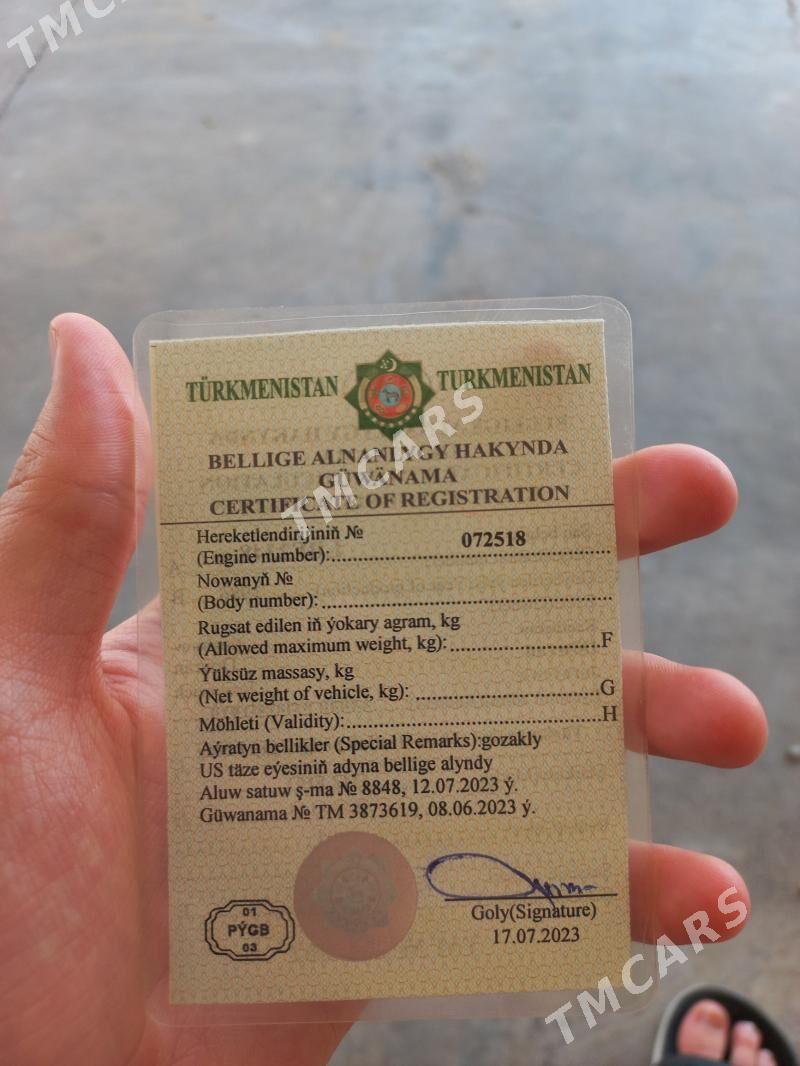 TMCARS
TÜRKMENISTAN TURKMENISTAN
BELLIGE ALNANLYGY HAKYNDA
GÜWÄNAMA
CERTIFICATE OF REGISTRATION
TMCARS
Hereketlendirijiniň №
(Engine number):..............................072518
Nowanyň №
(Body number):..............................
Rugsat edilen iň ýokary agram, kg
(Allowed maximum weight, kg):..............................F
Ýüksüz massasy, kg
(Net weight of vehicle, kg): ..............................G
Möhleti (Validity):..............................H
Aýratyn bellikler (Special Remarks):gozakly
US täze eýesiniň adyna bellige alyndy
Aluw satuw ş-ma № 8848, 12.07.2023 ý.
Güwanama № TM 3873619, 08.06.2023 ý.
01
PÝGB
03
Goly(Signature)
17.07.2023
TMCARS